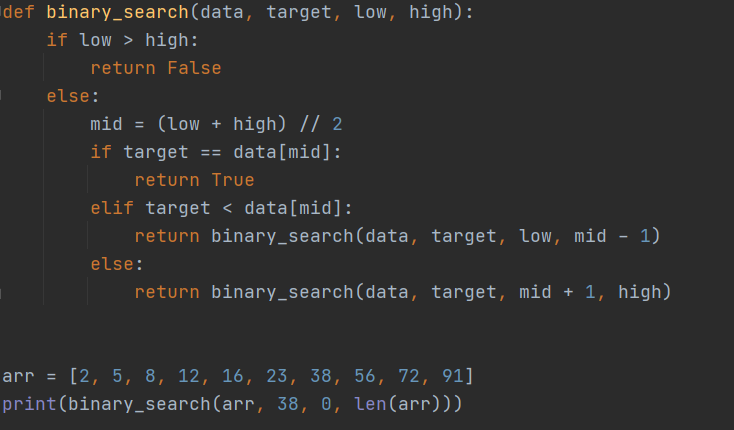 def binary_search(data, target, low, high):
    if low > high:
        return False
    else:
        mid = (low + high) // 2
        if target == data[mid]:
            return True
        elif target < data[mid]:
            return binary_search(data, target, low, mid - 1)
        else:
            return binary_search(data, target, mid + 1, high)
arr = [2, 5, 8, 12, 16, 23, 38, 56, 72, 91]
print(binary_search(arr, 38, 0, len(arr)))